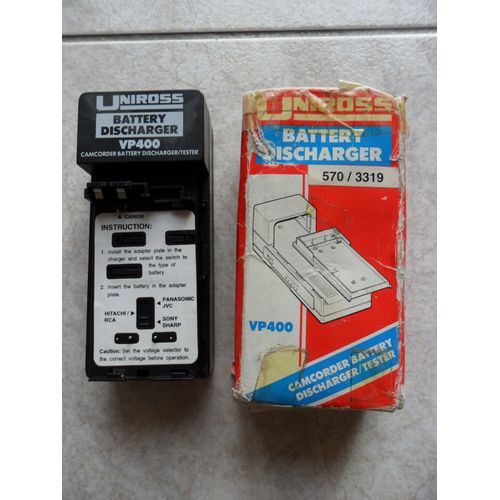 UNIROSS
BATTERY
DISCHARGER
VP400
CAMCORDER BATTERY DISCHARGER/TESTER
▲ CANON
INSTRUCTION:
1. Install the adapter plate in the
charger and select the switch to
the type of
battery.
2. Insert the battery in the adapter
plate.
PANASONIC
JVC
HITACHI /
RCA
SONY
SHARP
Caution: Set the voltage selector to
the correct voltage before operation.
UNIROSS
BATTERY
DISCHARGER
570 / 3319
VP400
CAMCORDER BATTERY
DISCHARGER/TESTER